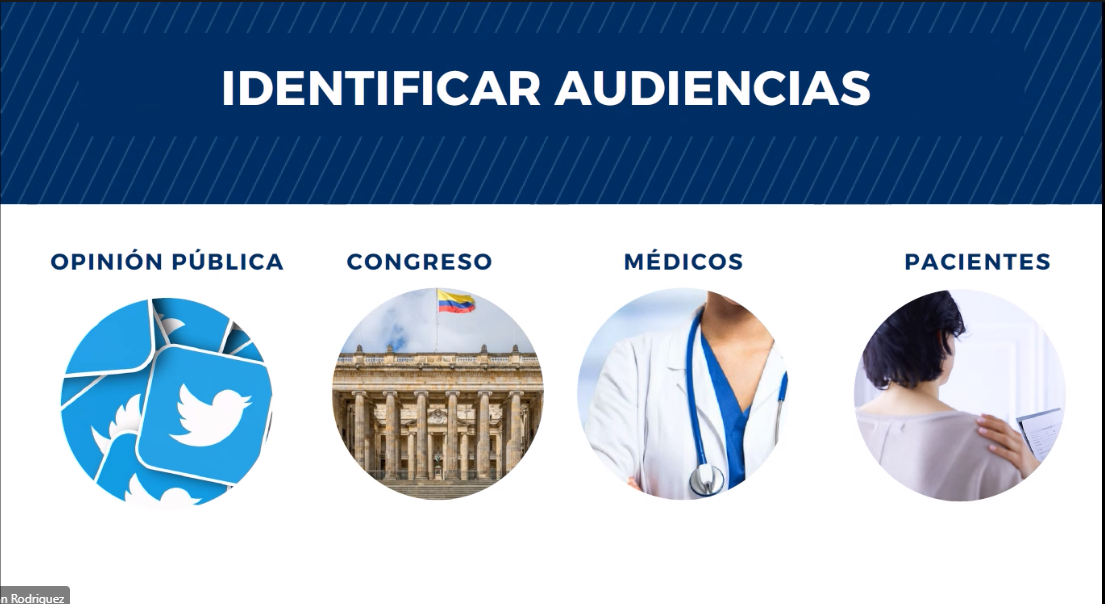 IDENTIFICAR AUDIENCIAS
OPINIÓN PÚBLICA
CONGRESO
MÉDICOS
PACIENTES
n Rodriguez